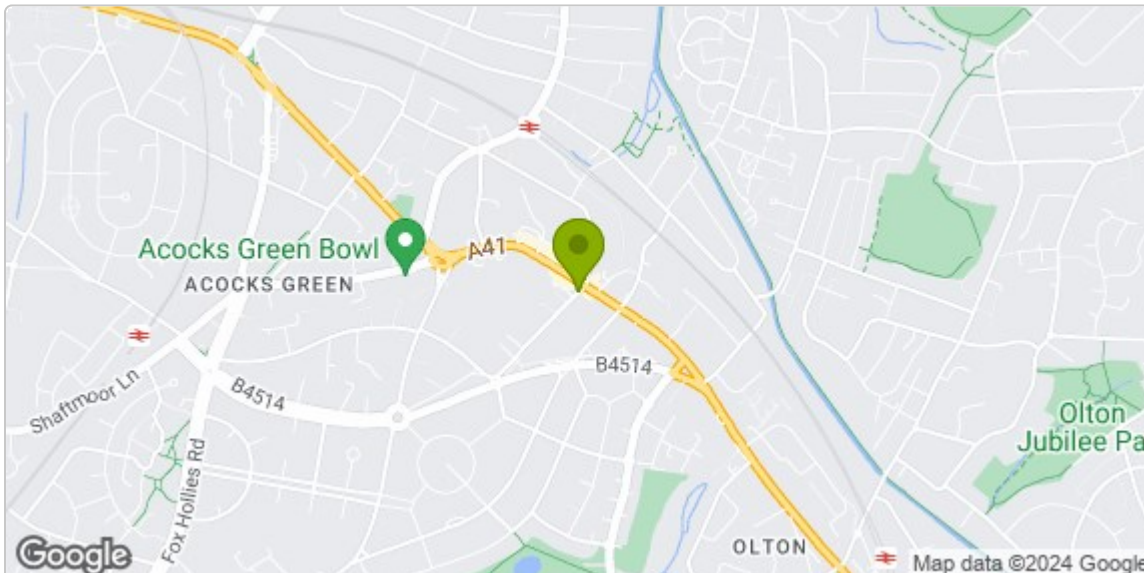 A41
Acocks Green Bowl
ACOCKS GREEN
Shaftmoor Ln
B4514
B4514
Fox Hollies Rd
Olton
Jubilee Pa
OLTON
Google
Map data ©2024 Google